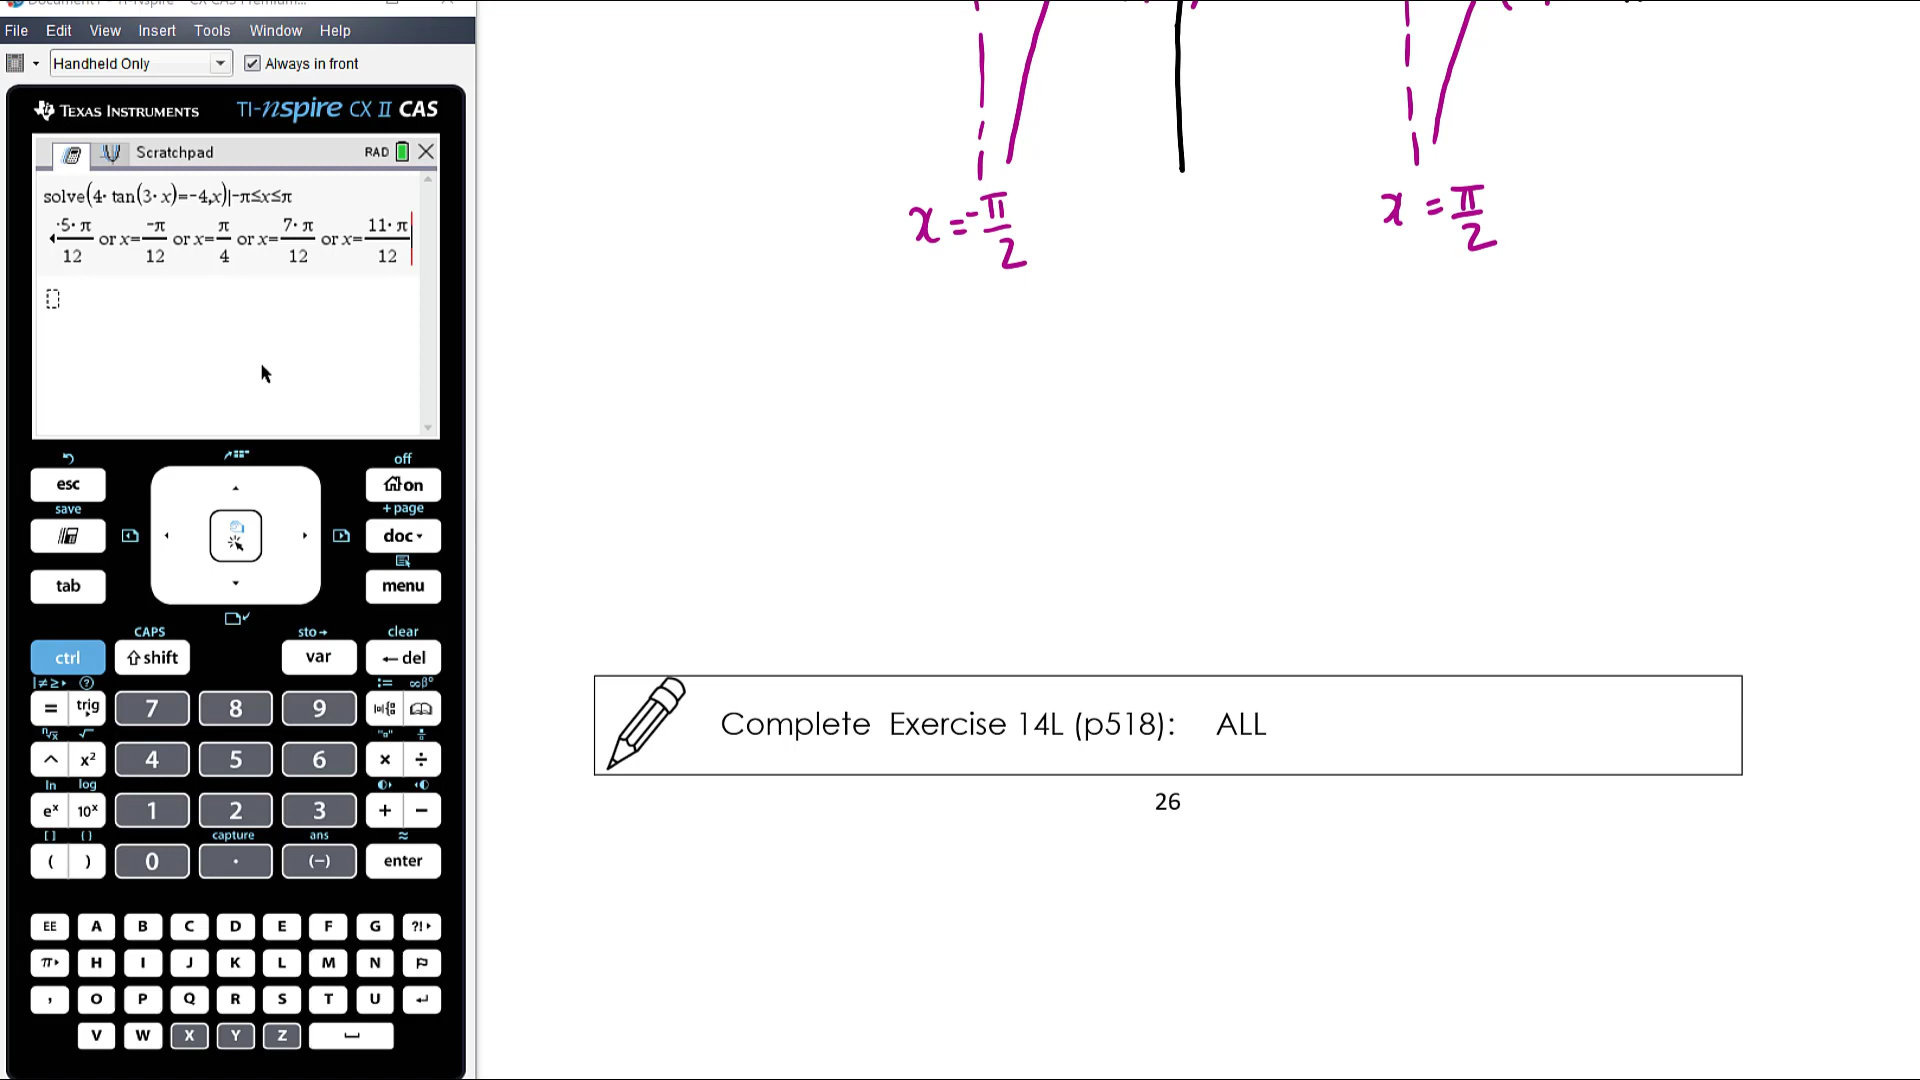 File Edit View Insert Tools Window Help
Handheld Only Always in front
TEXAS INSTRUMENTS TI-nspire CX II CAS
Scratchpad RAD
solve(4·tan(3·x)=-4,x)|-π≤x≤π
·5·π/12 or x=-π/12 or x=π/4 or x=7·π/12 or x=11·π/12
off
esc on
save + page
doc
tab menu
CAPS sto→ clear
ctrl ⇧shift var ←del
|≠≥▸ ? := ∞β°
= trig 7 8 9
ⁿ√x √ "a"
^ x² 4 5 6 × ÷
ln log
eˣ 10ˣ 1 2 3 + −
[ ] { } capture ans ≈
( ) 0 . (−) enter
EE A B C D E F G ?!▸
π▸ H I J K L M N
, O P Q R S T U ↵
V W X Y Z
x = -π/2
x = π/2
Complete Exercise 14L (p518): ALL
26